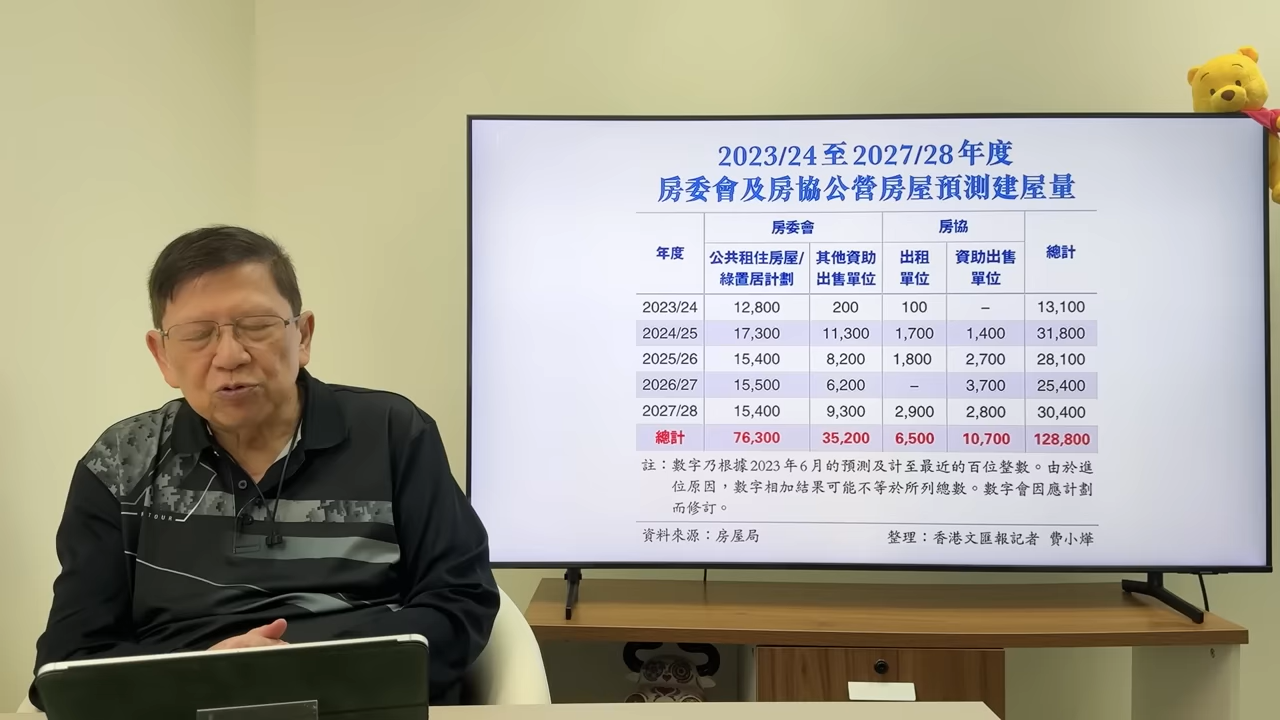 2023/24至2027/28年度
房委會及房協公營房屋預測建屋量
年度 房委會 房協 總計
公共租住房屋/綠置居計劃 其他資助出售單位 出租單位 資助出售單位
2023/24 12,800 200 100 – 13,100
2024/25 17,300 11,300 1,700 1,400 31,800
2025/26 15,400 8,200 1,800 2,700 28,100
2026/27 15,500 6,200 – 3,700 25,400
2027/28 15,400 9,300 2,900 2,800 30,400
總計 76,300 35,200 6,500 10,700 128,800
註：數字乃根據2023年6月的預測及計至最近的百位整數。由於進
位原因，數字相加結果可能不等於所列總數。數字會因應計劃
而修訂。
資料來源：房屋局 整理：香港文匯報記者 費小燁